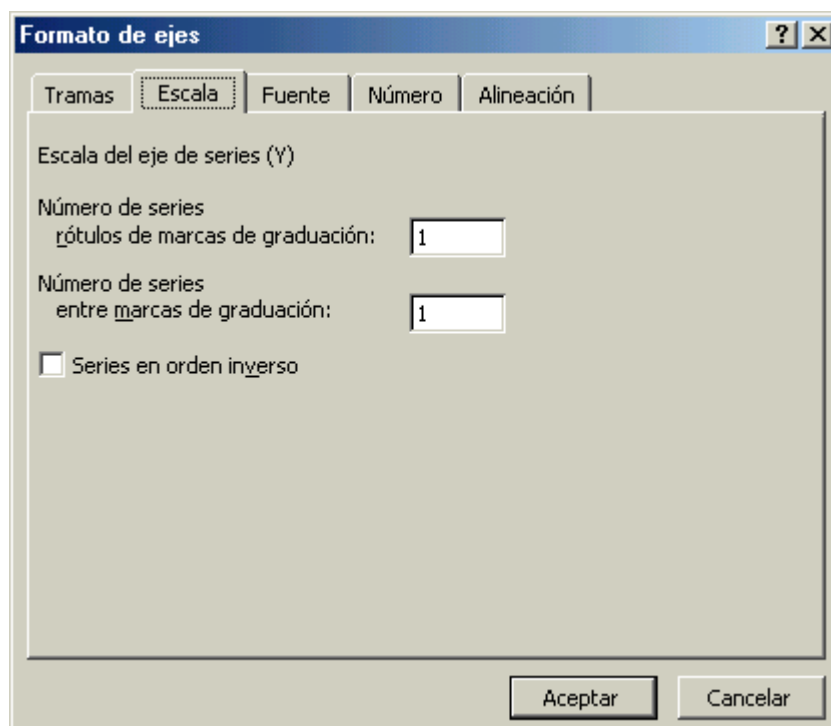 Formato de ejes
Tramas Escala Fuente Número Alineación
Escala del eje de series (Y)
Número de series
rótulos de marcas de graduación: 1
Número de series
entre marcas de graduación: 1
Series en orden inverso
Aceptar Cancelar